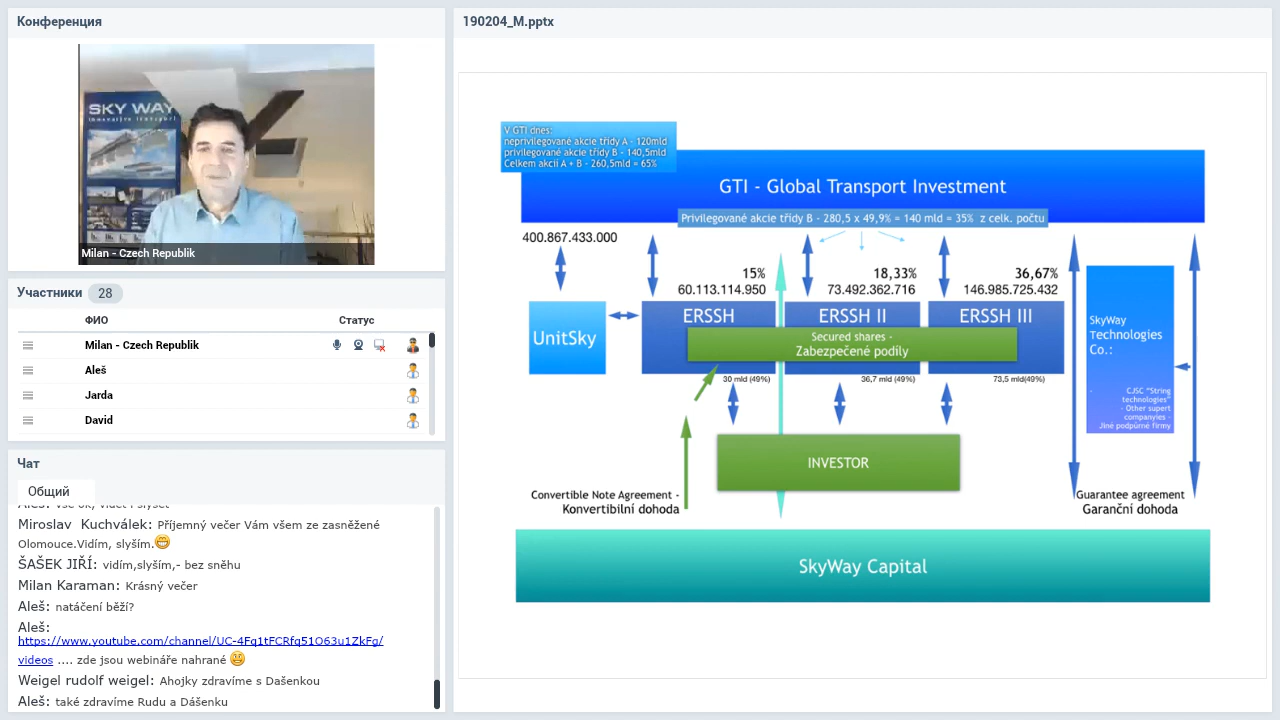 Конференция
SKY WAY
innovative transport
Milan - Czech Republik
Участники 28
ФИО Статус
Milan - Czech Republik
Aleš
Jarda
David
Чат
Общий
Miroslav Kuchválek: Příjemný večer Vám všem ze zasněžené
Olomouce.Vidím, slyším.
ŠAŠEK JIŘÍ: vidím,slyším,- bez sněhu
Milan Karaman: Krásný večer
Aleš: natáčení běží?
Aleš:
https://www.youtube.com/channel/UC-4Fq1tFCRfq51O63u1ZkFg/
videos .... zde jsou webináře nahrané
Weigel rudolf weigel: Ahojky zdravíme s Dašenkou
Aleš: také zdravíme Rudu a Dášenku
190204_M.pptx
V GTI dnes:
neprivilegované akcie třídy A - 120mld
privilegované akcie třídy B - 140,5mld
Celkem akcií A + B - 260,5mld = 65%
GTI - Global Transport Investment
Privilegované akcie třídy B - 280,5 x 49,9% = 140 mld = 35% z celk. počtu
400.867.433.000
15%
60.113.114.950
18,33%
73.492.362.716
36,67%
146.985.725.432
UnitSky
ERSSH
ERSSH II
ERSSH III
Secured shares -
Zabezpečené podíly
30 mld (49%)
36,7 mld (49%)
73,5 mld(49%)
SkyWay
Technologies
Co.:
- CJSC "String
technologies"
- Other supert
companyies -
Jiné podpůrné firmy
INVESTOR
Convertible Note Agreement -
Konvertibilní dohoda
Guarantee agreement
Garanční dohoda
SkyWay Capital